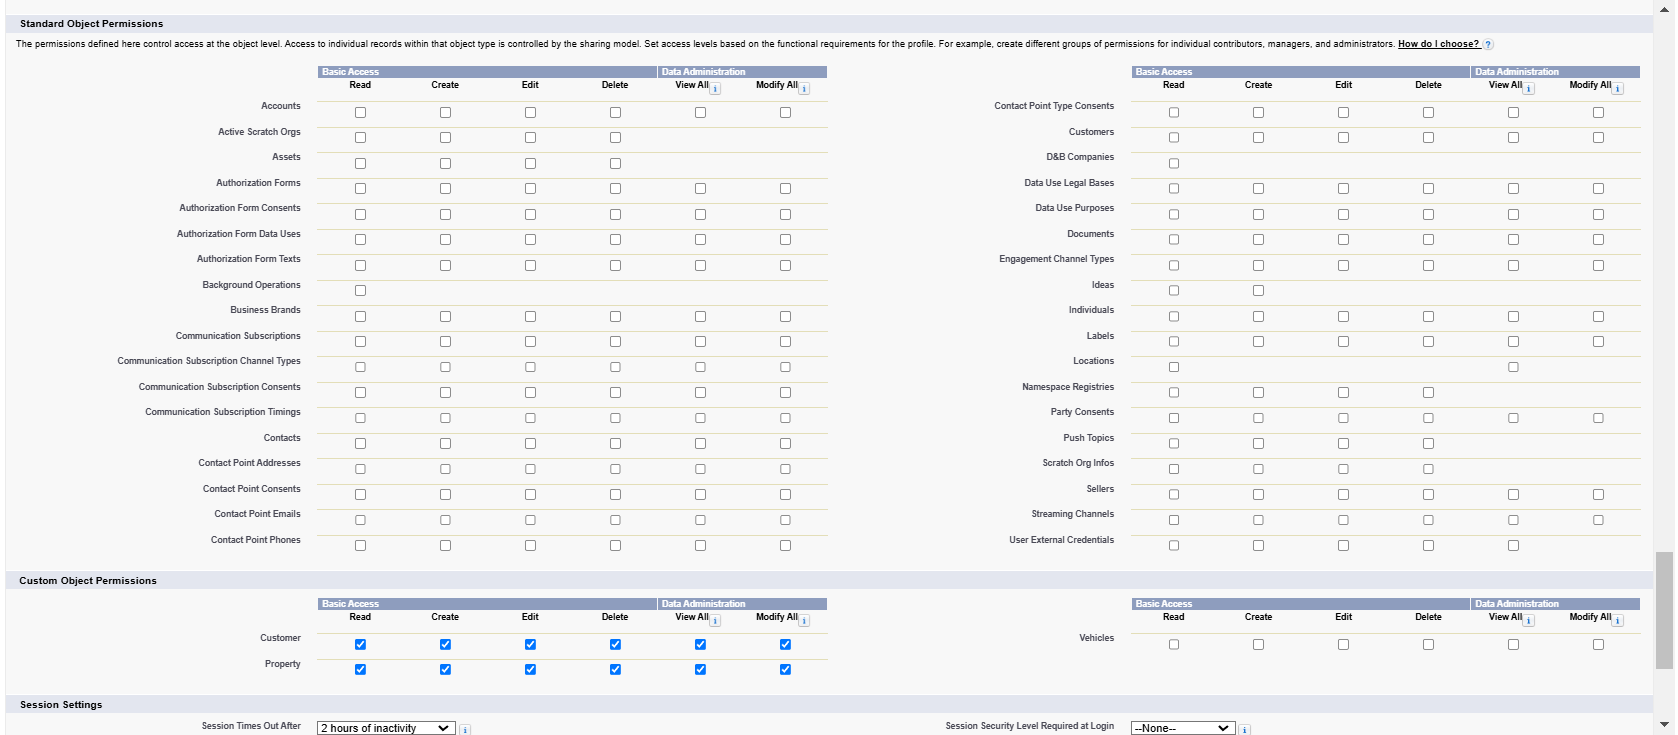 Standard Object Permissions
The permissions defined here control access at the object level. Access to individual records within that object type is controlled by the sharing model. Set access levels based on the functional requirements for the profile. For example, create different groups of permissions for individual contributors, managers, and administrators. How do I choose? ?
Basic Access Data Administration
Read Create Edit Delete View All i Modify All i
Accounts
Active Scratch Orgs
Assets
Authorization Forms
Authorization Form Consents
Authorization Form Data Uses
Authorization Form Texts
Background Operations
Business Brands
Communication Subscriptions
Communication Subscription Channel Types
Communication Subscription Consents
Communication Subscription Timings
Contacts
Contact Point Addresses
Contact Point Consents
Contact Point Emails
Contact Point Phones
Basic Access Data Administration
Read Create Edit Delete View All i Modify All i
Contact Point Type Consents
Customers
D&B Companies
Data Use Legal Bases
Data Use Purposes
Documents
Engagement Channel Types
Ideas
Individuals
Labels
Locations
Namespace Registries
Party Consents
Push Topics
Scratch Org Infos
Sellers
Streaming Channels
User External Credentials
Custom Object Permissions
Basic Access Data Administration
Read Create Edit Delete View All i Modify All i
Customer
Property
Basic Access Data Administration
Read Create Edit Delete View All i Modify All i
Vehicles
Session Settings
Session Times Out After 2 hours of inactivity i
Session Security Level Required at Login --None-- i